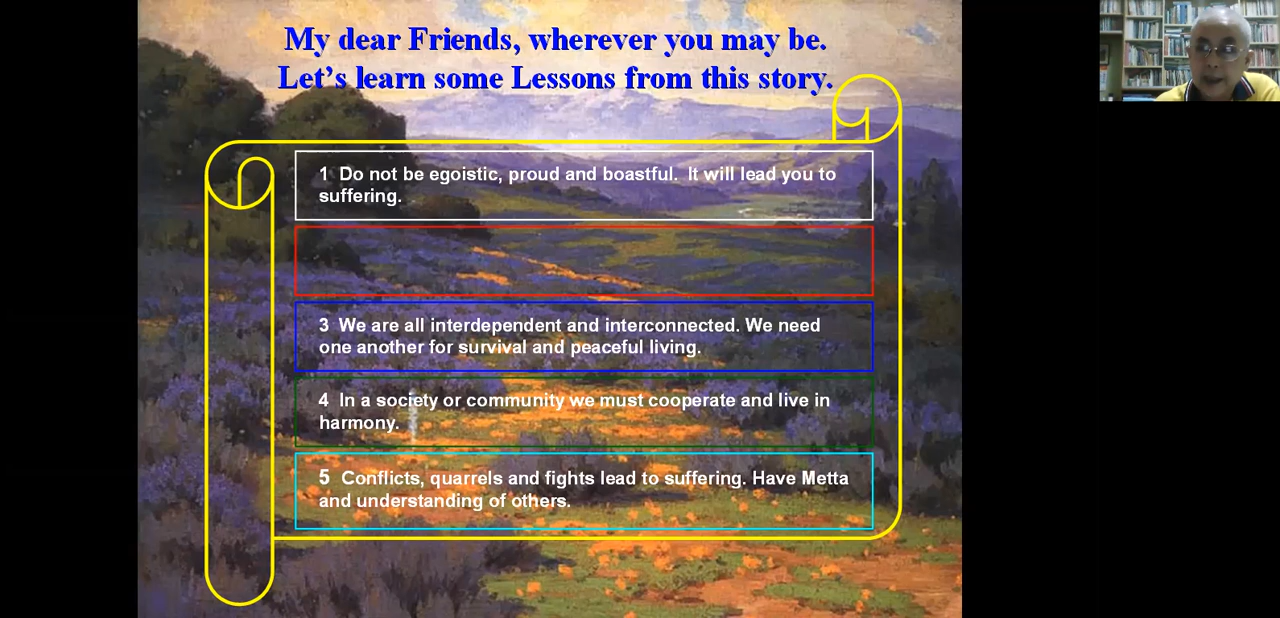 My dear Friends, wherever you may be.
Let's learn some Lessons from this story.
1 Do not be egoistic, proud and boastful. It will lead you to
suffering.
3 We are all interdependent and interconnected. We need
one another for survival and peaceful living.
4 In a society or community we must cooperate and live in
harmony.
5 Conflicts, quarrels and fights lead to suffering. Have Metta
and understanding of others.